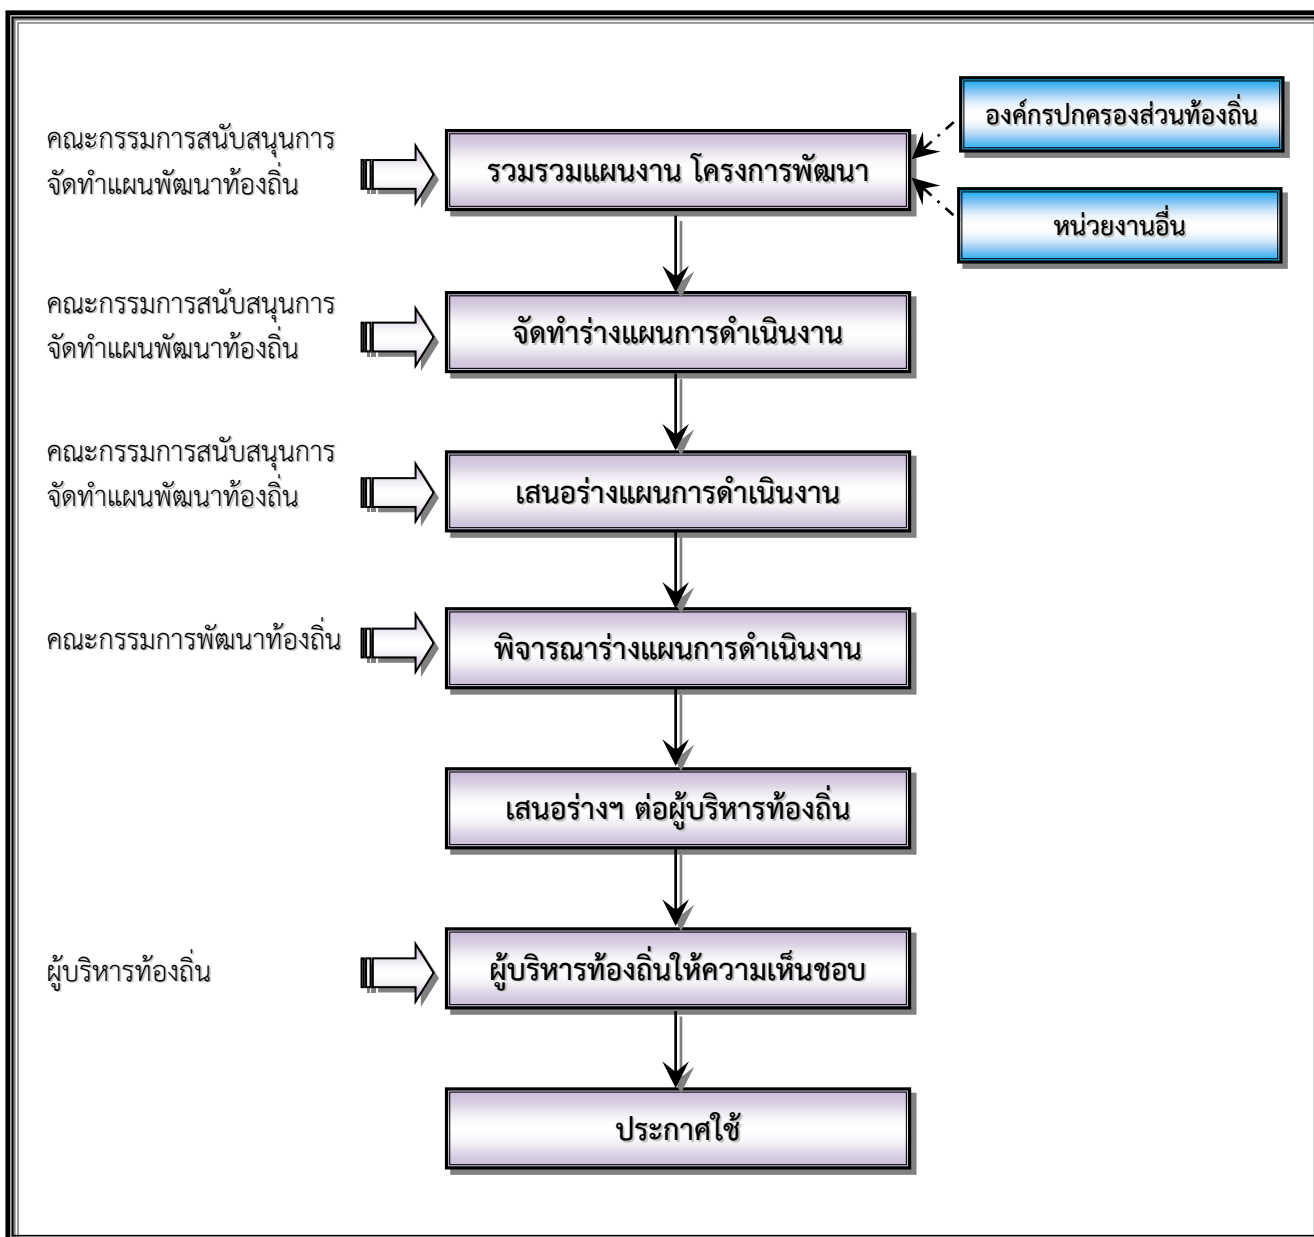 องค์กรปกครองส่วนท้องถิ่น
คณะกรรมการสนับสนุนการ
จัดทำแผนพัฒนาท้องถิ่น
รวมรวมแผนงาน โครงการพัฒนา
หน่วยงานอื่น
คณะกรรมการสนับสนุนการ
จัดทำแผนพัฒนาท้องถิ่น
จัดทำร่างแผนการดำเนินงาน
คณะกรรมการสนับสนุนการ
จัดทำแผนพัฒนาท้องถิ่น
เสนอร่างแผนการดำเนินงาน
คณะกรรมการพัฒนาท้องถิ่น
พิจารณาร่างแผนการดำเนินงาน
เสนอร่างฯ ต่อผู้บริหารท้องถิ่น
ผู้บริหารท้องถิ่น
ผู้บริหารท้องถิ่นให้ความเห็นชอบ
ประกาศใช้